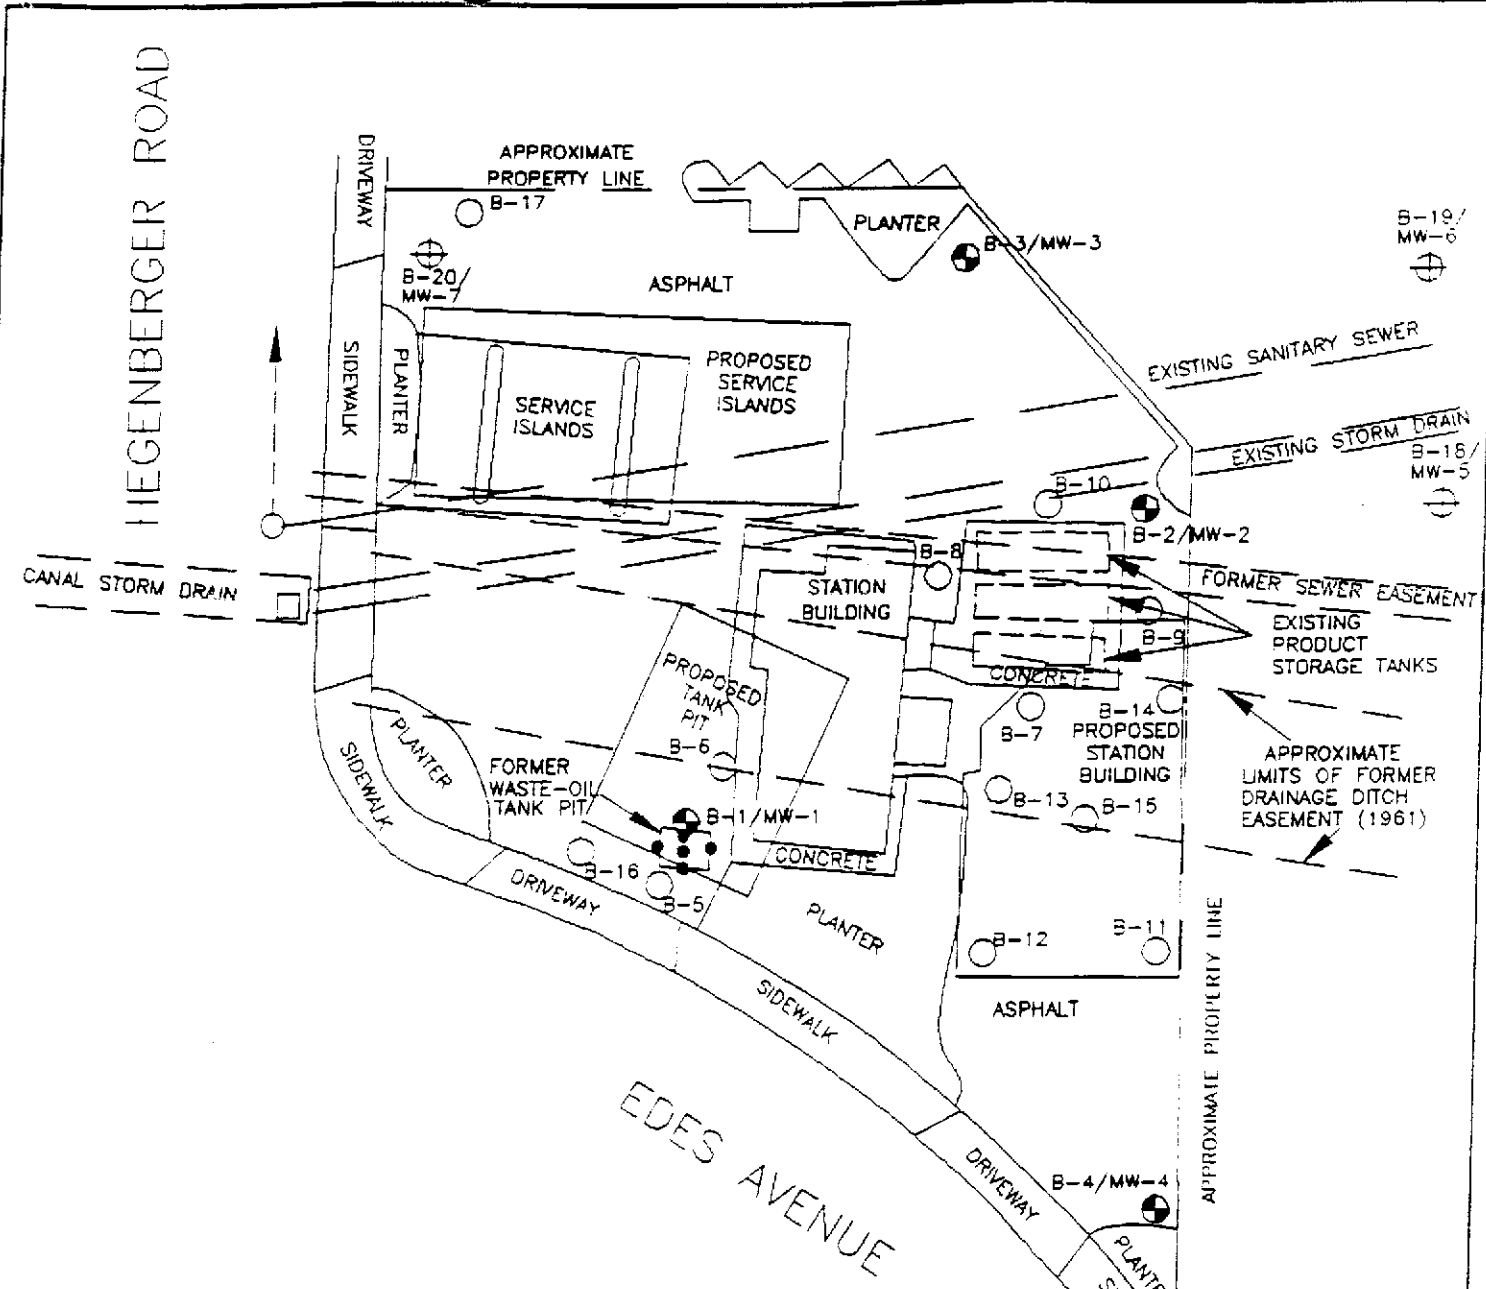 HEGENBERGER ROAD
DRIVEWAY
APPROXIMATE
PROPERTY LINE
B-17
B-20/
MW-7
ASPHALT
PLANTER
B-3/MW-3
B-19/
MW-6
SIDEWALK
PLANTER
SERVICE
ISLANDS
PROPOSED
SERVICE
ISLANDS
EXISTING SANITARY SEWER
EXISTING STORM DRAIN
B-18/
MW-5
B-10
B-2/MW-2
CANAL STORM DRAIN
STATION
BUILDING
B-8
FORMER SEWER EASEMENT
B-9
EXISTING
PRODUCT
STORAGE TANKS
CONCRETE
PROPOSED
TANK
PIT
B-6
B-7
B-14
PROPOSED
STATION
BUILDING
APPROXIMATE
LIMITS OF FORMER
DRAINAGE DITCH
EASEMENT (1961)
SIDEWALK
PLANTER
FORMER
WASTE-OIL
TANK PIT
B-1/MW-1
B-13
B-15
B-16
B-5
CONCRETE
DRIVEWAY
PLANTER
B-12
B-11
SIDEWALK
ASPHALT
APPROXIMATE PROPERTY LINE
EDES AVENUE
DRIVEWAY
B-4/MW-4